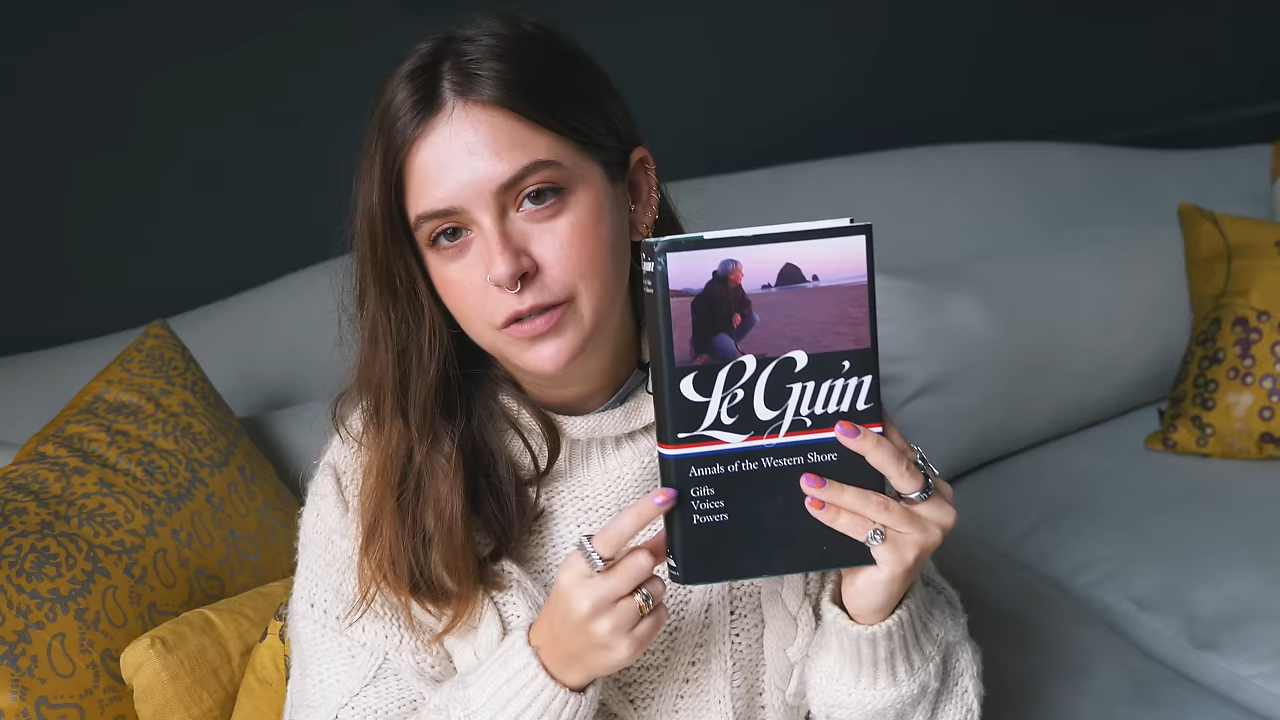 Le Guin
Annals of the Western Shore
Gifts
Voices
Powers